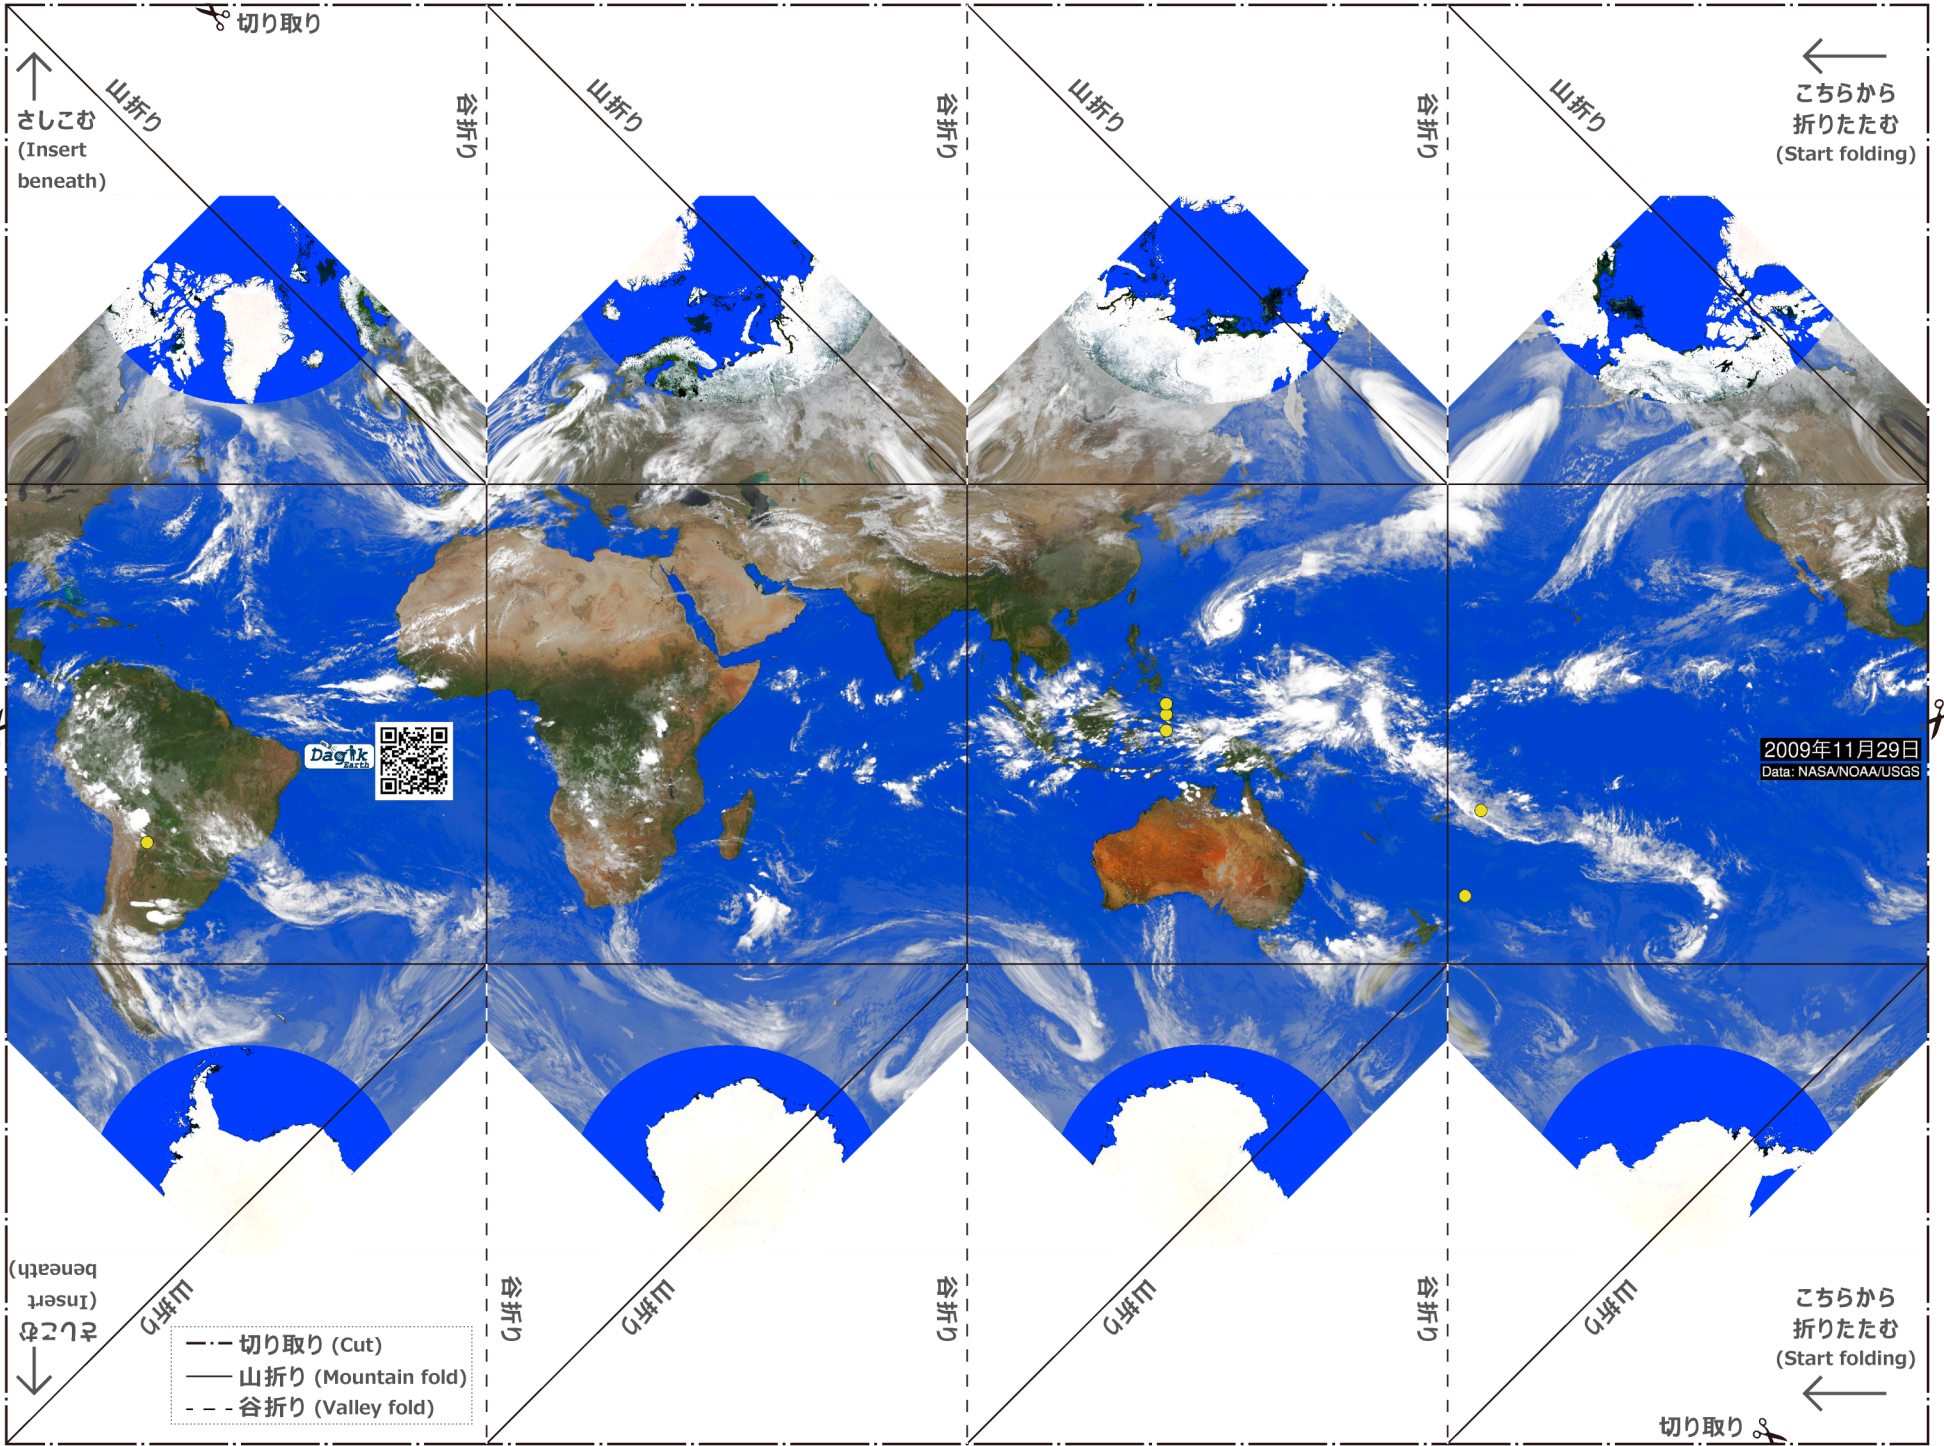 切り取り
さしこむ
(Insert
beneath)
山折り
谷折り
山折り
谷折り
山折り
谷折り
山折り
こちらから
折りたたむ
(Start folding)
Dagik
Earth
2009年11月29日
Data: NASA/NOAA/USGS
さしこむ
(Insert
beneath)
山折り
谷折り
山折り
谷折り
山折り
谷折り
山折り
こちらから
折りたたむ
(Start folding)
切り取り (Cut)
山折り (Mountain fold)
谷折り (Valley fold)
切り取り